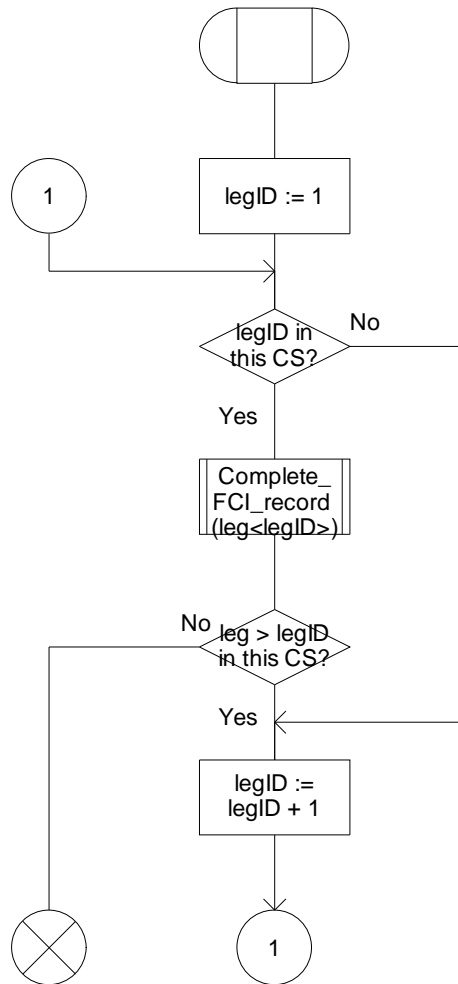 1
legID := 1
legID in
this CS?
No
Yes
Complete_
FCI_record
(leg<legID>)
No
leg > legID
in this CS?
Yes
legID :=
legID + 1
1